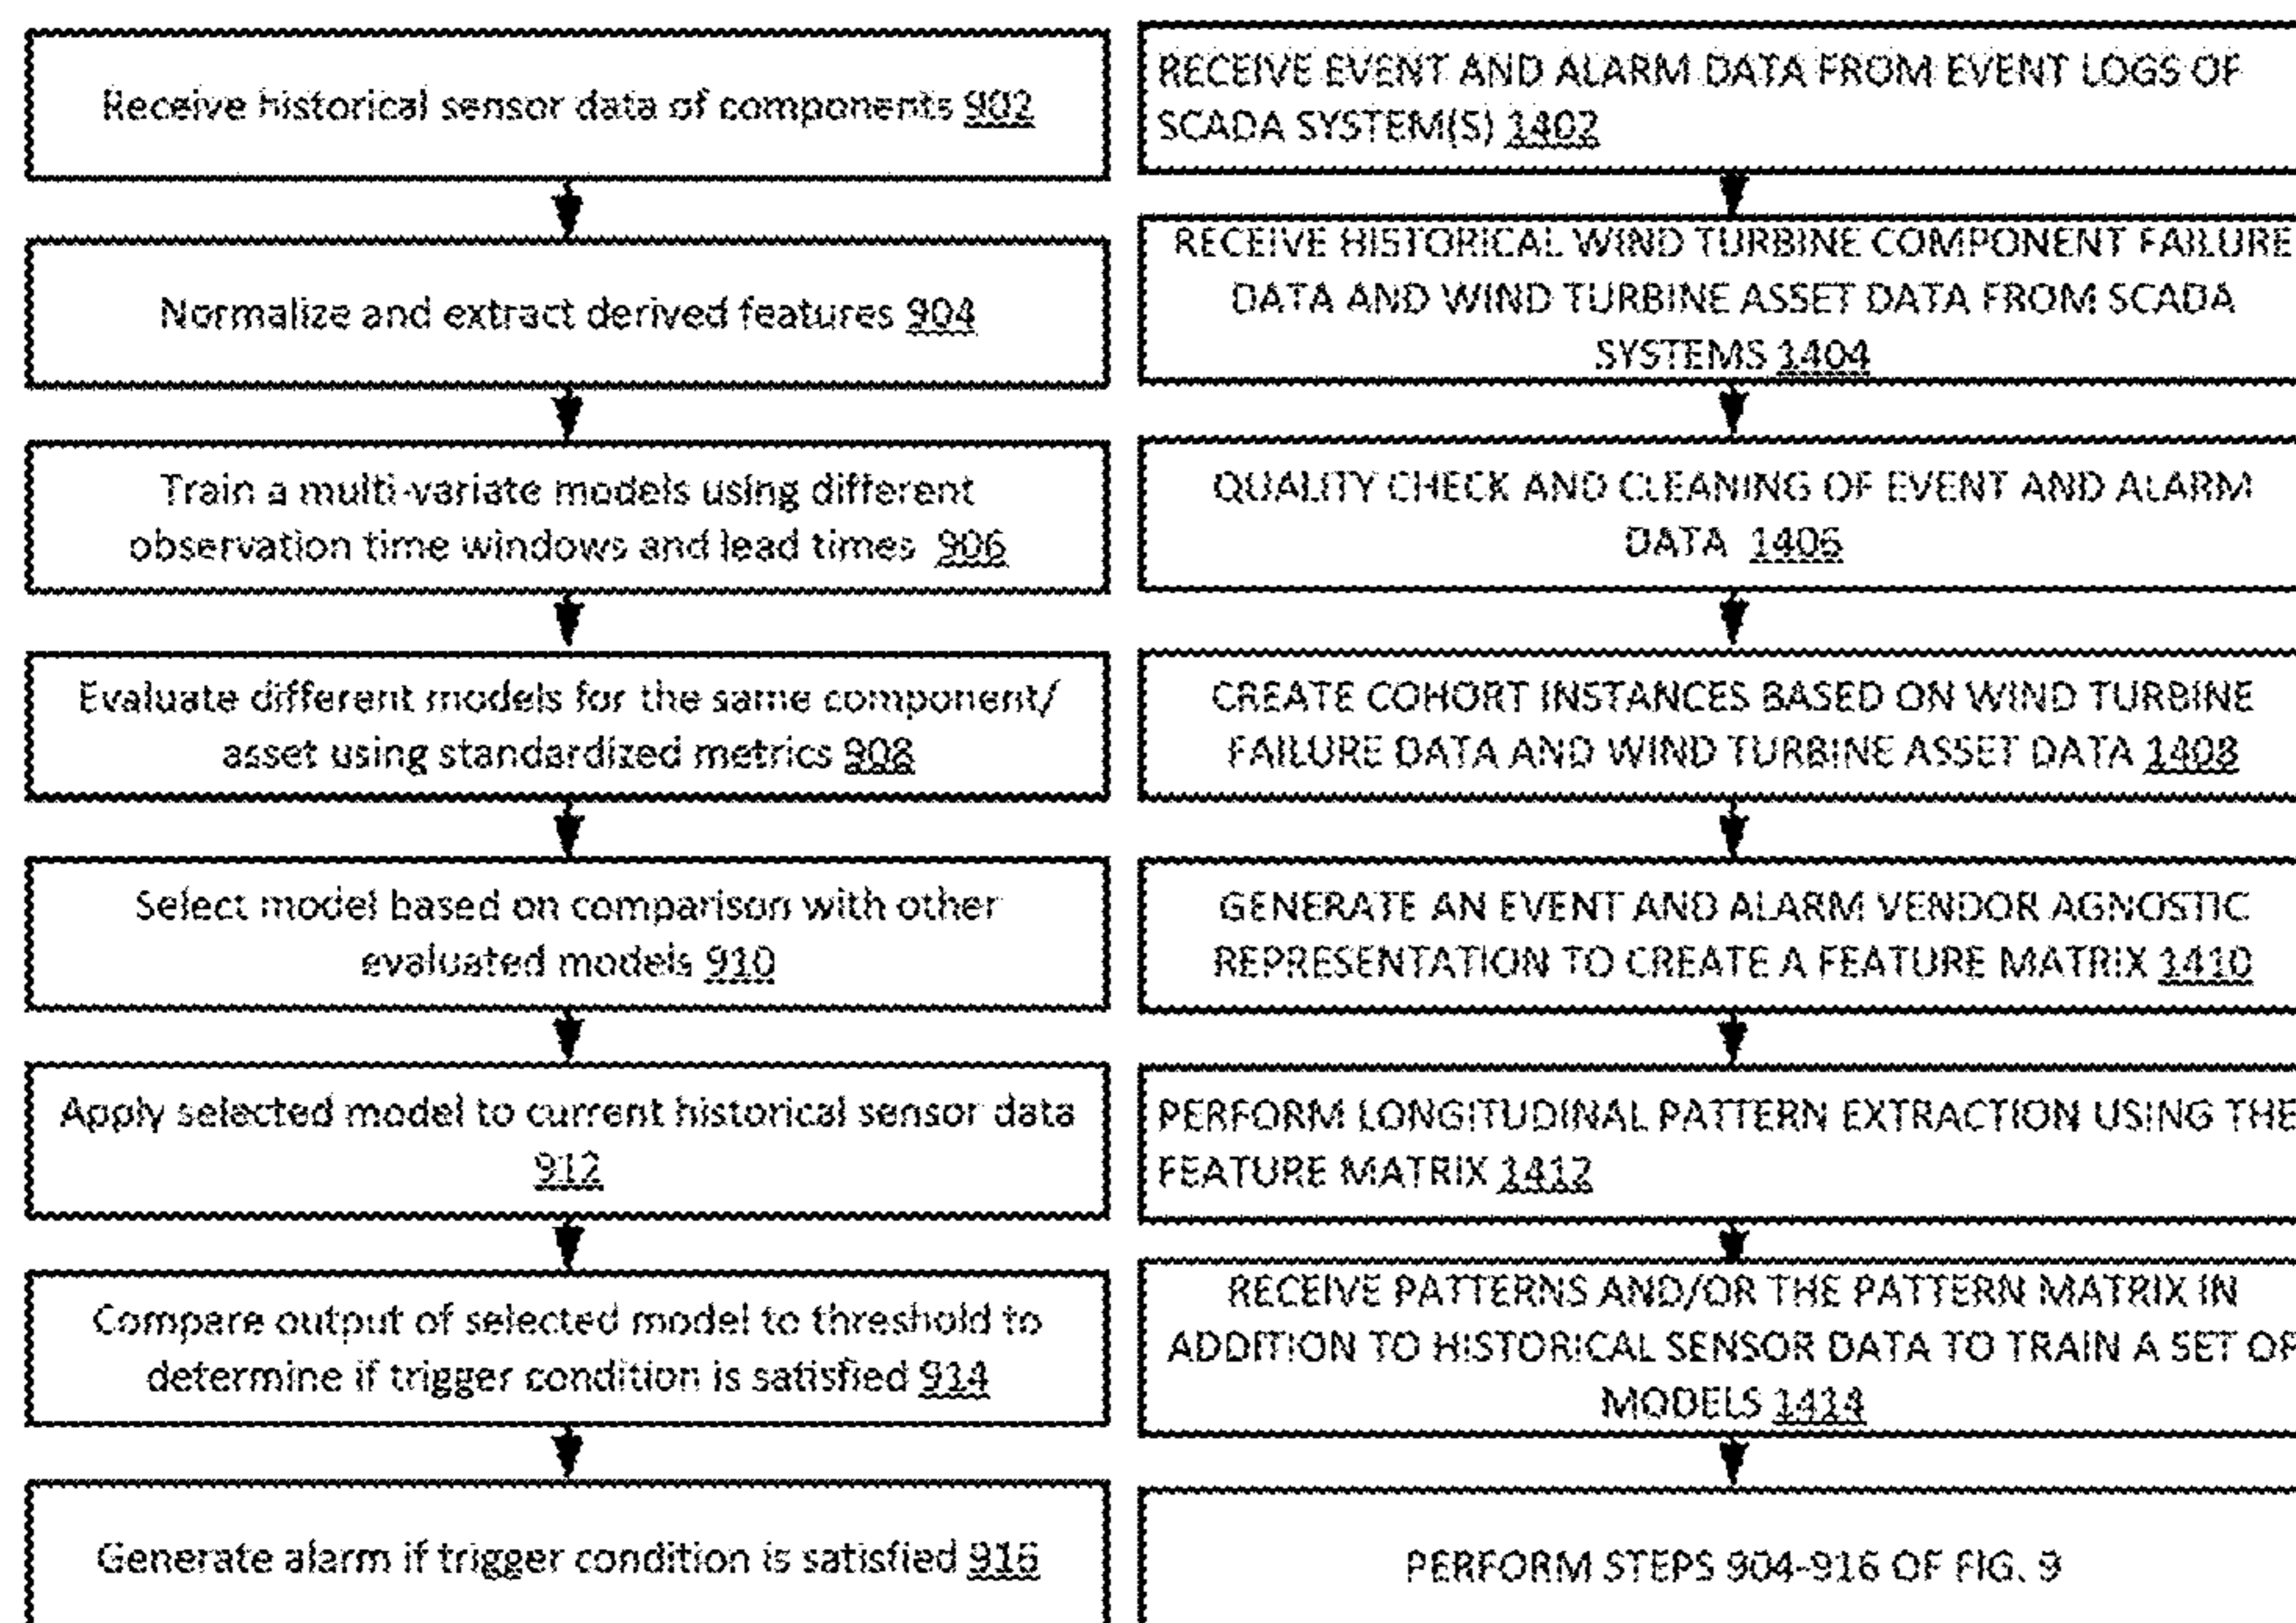 Receive historical sensor data of components 902
Normalize and extract derived features 904
Train a multi-variate models using different
observation time windows and lead times 906
Evaluate different models for the same component/
asset using standardized metrics 908
Select model based on comparison with other
evaluated models 910
Apply selected model to current historical sensor data
912
Compare output of selected model to threshold to
determine if trigger condition is satisfied 914
Generate alarm if trigger condition is satisfied 916
RECEIVE EVENT AND ALARM DATA FROM EVENT LOGS OF
SCADA SYSTEM(S) 1402
RECEIVE HISTORICAL WIND TURBINE COMPONENT FAILURE
DATA AND WIND TURBINE ASSET DATA FROM SCADA
SYSTEMS 1404
QUALITY CHECK AND CLEANING OF EVENT AND ALARM
DATA 1406
CREATE COHORT INSTANCES BASED ON WIND TURBINE
FAILURE DATA AND WIND TURBINE ASSET DATA 1408
GENERATE AN EVENT AND ALARM VENDOR AGNOSTIC
REPRESENTATION TO CREATE A FEATURE MATRIX 1410
PERFORM LONGITUDINAL PATTERN EXTRACTION USING THE
FEATURE MATRIX 1412
RECEIVE PATTERNS AND/OR THE PATTERN MATRIX IN
ADDITION TO HISTORICAL SENSOR DATA TO TRAIN A SET OF
MODELS 1414
PERFORM STEPS 904-916 OF FIG. 9